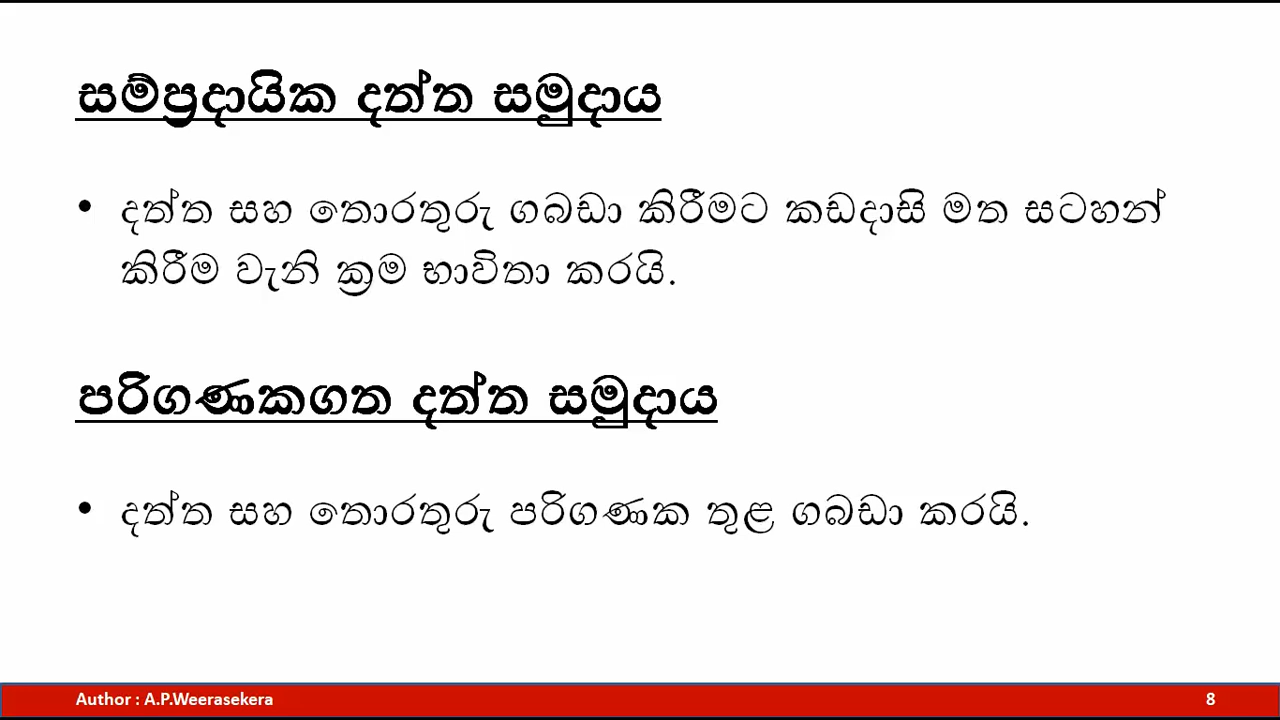 සම්ප්‍රදායික දත්ත සමුදාය
• දත්ත සහ තොරතුරු ගබඩා කිරීමට කඩදාසි මත සටහන්
කිරීම වැනි ක්‍රම භාවිතා කරයි.
පරිගණකගත දත්ත සමුදාය
• දත්ත සහ තොරතුරු පරිගණක තුළ ගබඩා කරයි.
Author : A.P.Weerasekera 8